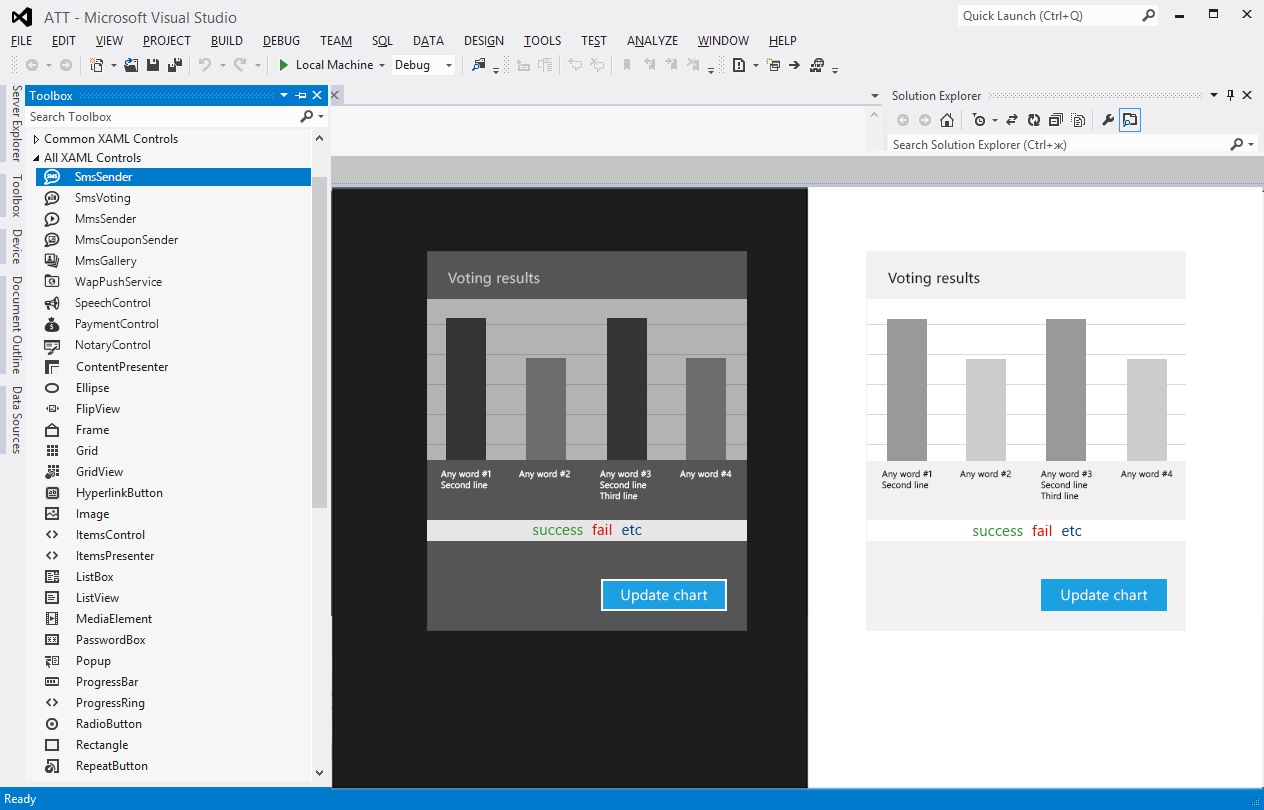 ATT - Microsoft Visual Studio
Quick Launch (Ctrl+Q)
FILE EDIT VIEW PROJECT BUILD DEBUG TEAM SQL DATA DESIGN TOOLS TEST ANALYZE WINDOW HELP
Local Machine Debug
Server Explorer
Toolbox
Device
Document Outline
Data Sources
Toolbox
Search Toolbox
Common XAML Controls
All XAML Controls
SMS SmsSender
SmsVoting
MmsSender
MmsCouponSender
MmsGallery
WapPushService
SpeechControl
PaymentControl
NotaryControl
ContentPresenter
Ellipse
FlipView
Frame
Grid
GridView
HyperlinkButton
Image
ItemsControl
ItemsPresenter
ListBox
ListView
MediaElement
PasswordBox
Popup
ProgressBar
ProgressRing
RadioButton
Rectangle
RepeatButton
Solution Explorer
Search Solution Explorer (Ctrl+ж)
Voting results
Any word #1
Second line
Any word #2
Any word #3
Second line
Third line
Any word #4
success fail etc
Update chart
Voting results
Any word #1
Second line
Any word #2
Any word #3
Second line
Third line
Any word #4
success fail etc
Update chart
Ready